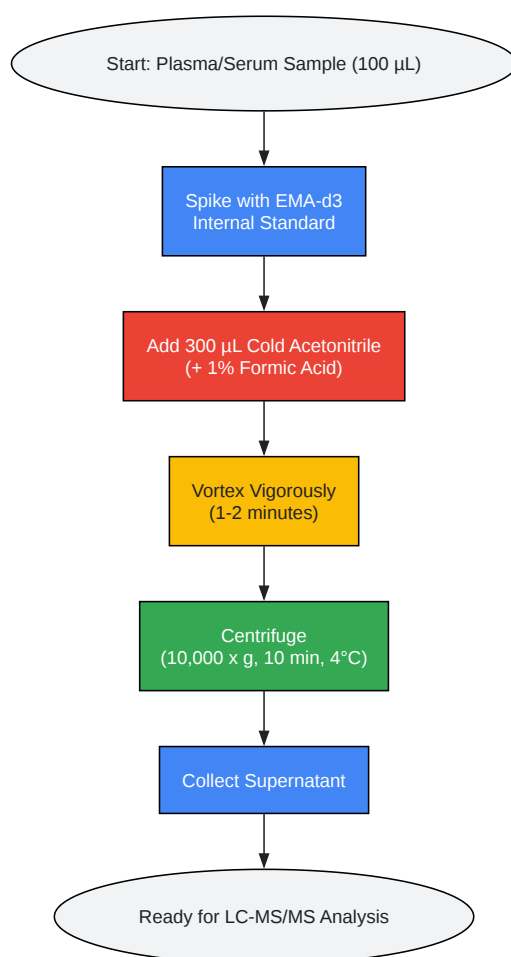 Start: Plasma/Serum Sample (100 µL)
Spike with EMA-d3
Internal Standard
Add 300 µL Cold Acetonitrile
(+ 1% Formic Acid)
Vortex Vigorously
(1-2 minutes)
Centrifuge
(10,000 x g, 10 min, 4°C)
Collect Supernatant
Ready for LC-MS/MS Analysis